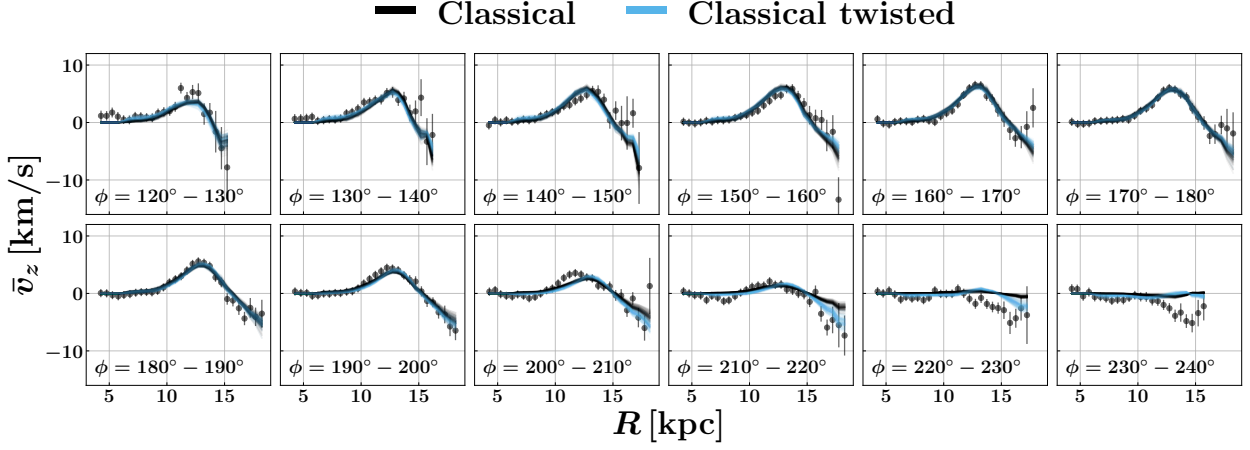 Classical Classical twisted
10
0
−10
ϕ = 120° − 130° ϕ = 130° − 140° ϕ = 140° − 150° ϕ = 150° − 160° ϕ = 160° − 170° ϕ = 170° − 180°
v̄z [km/s]
10
0
−10
ϕ = 180° − 190° ϕ = 190° − 200° ϕ = 200° − 210° ϕ = 210° − 220° ϕ = 220° − 230° ϕ = 230° − 240°
5 10 15 5 10 15 5 10 15 5 10 15 5 10 15 5 10 15
R [kpc]